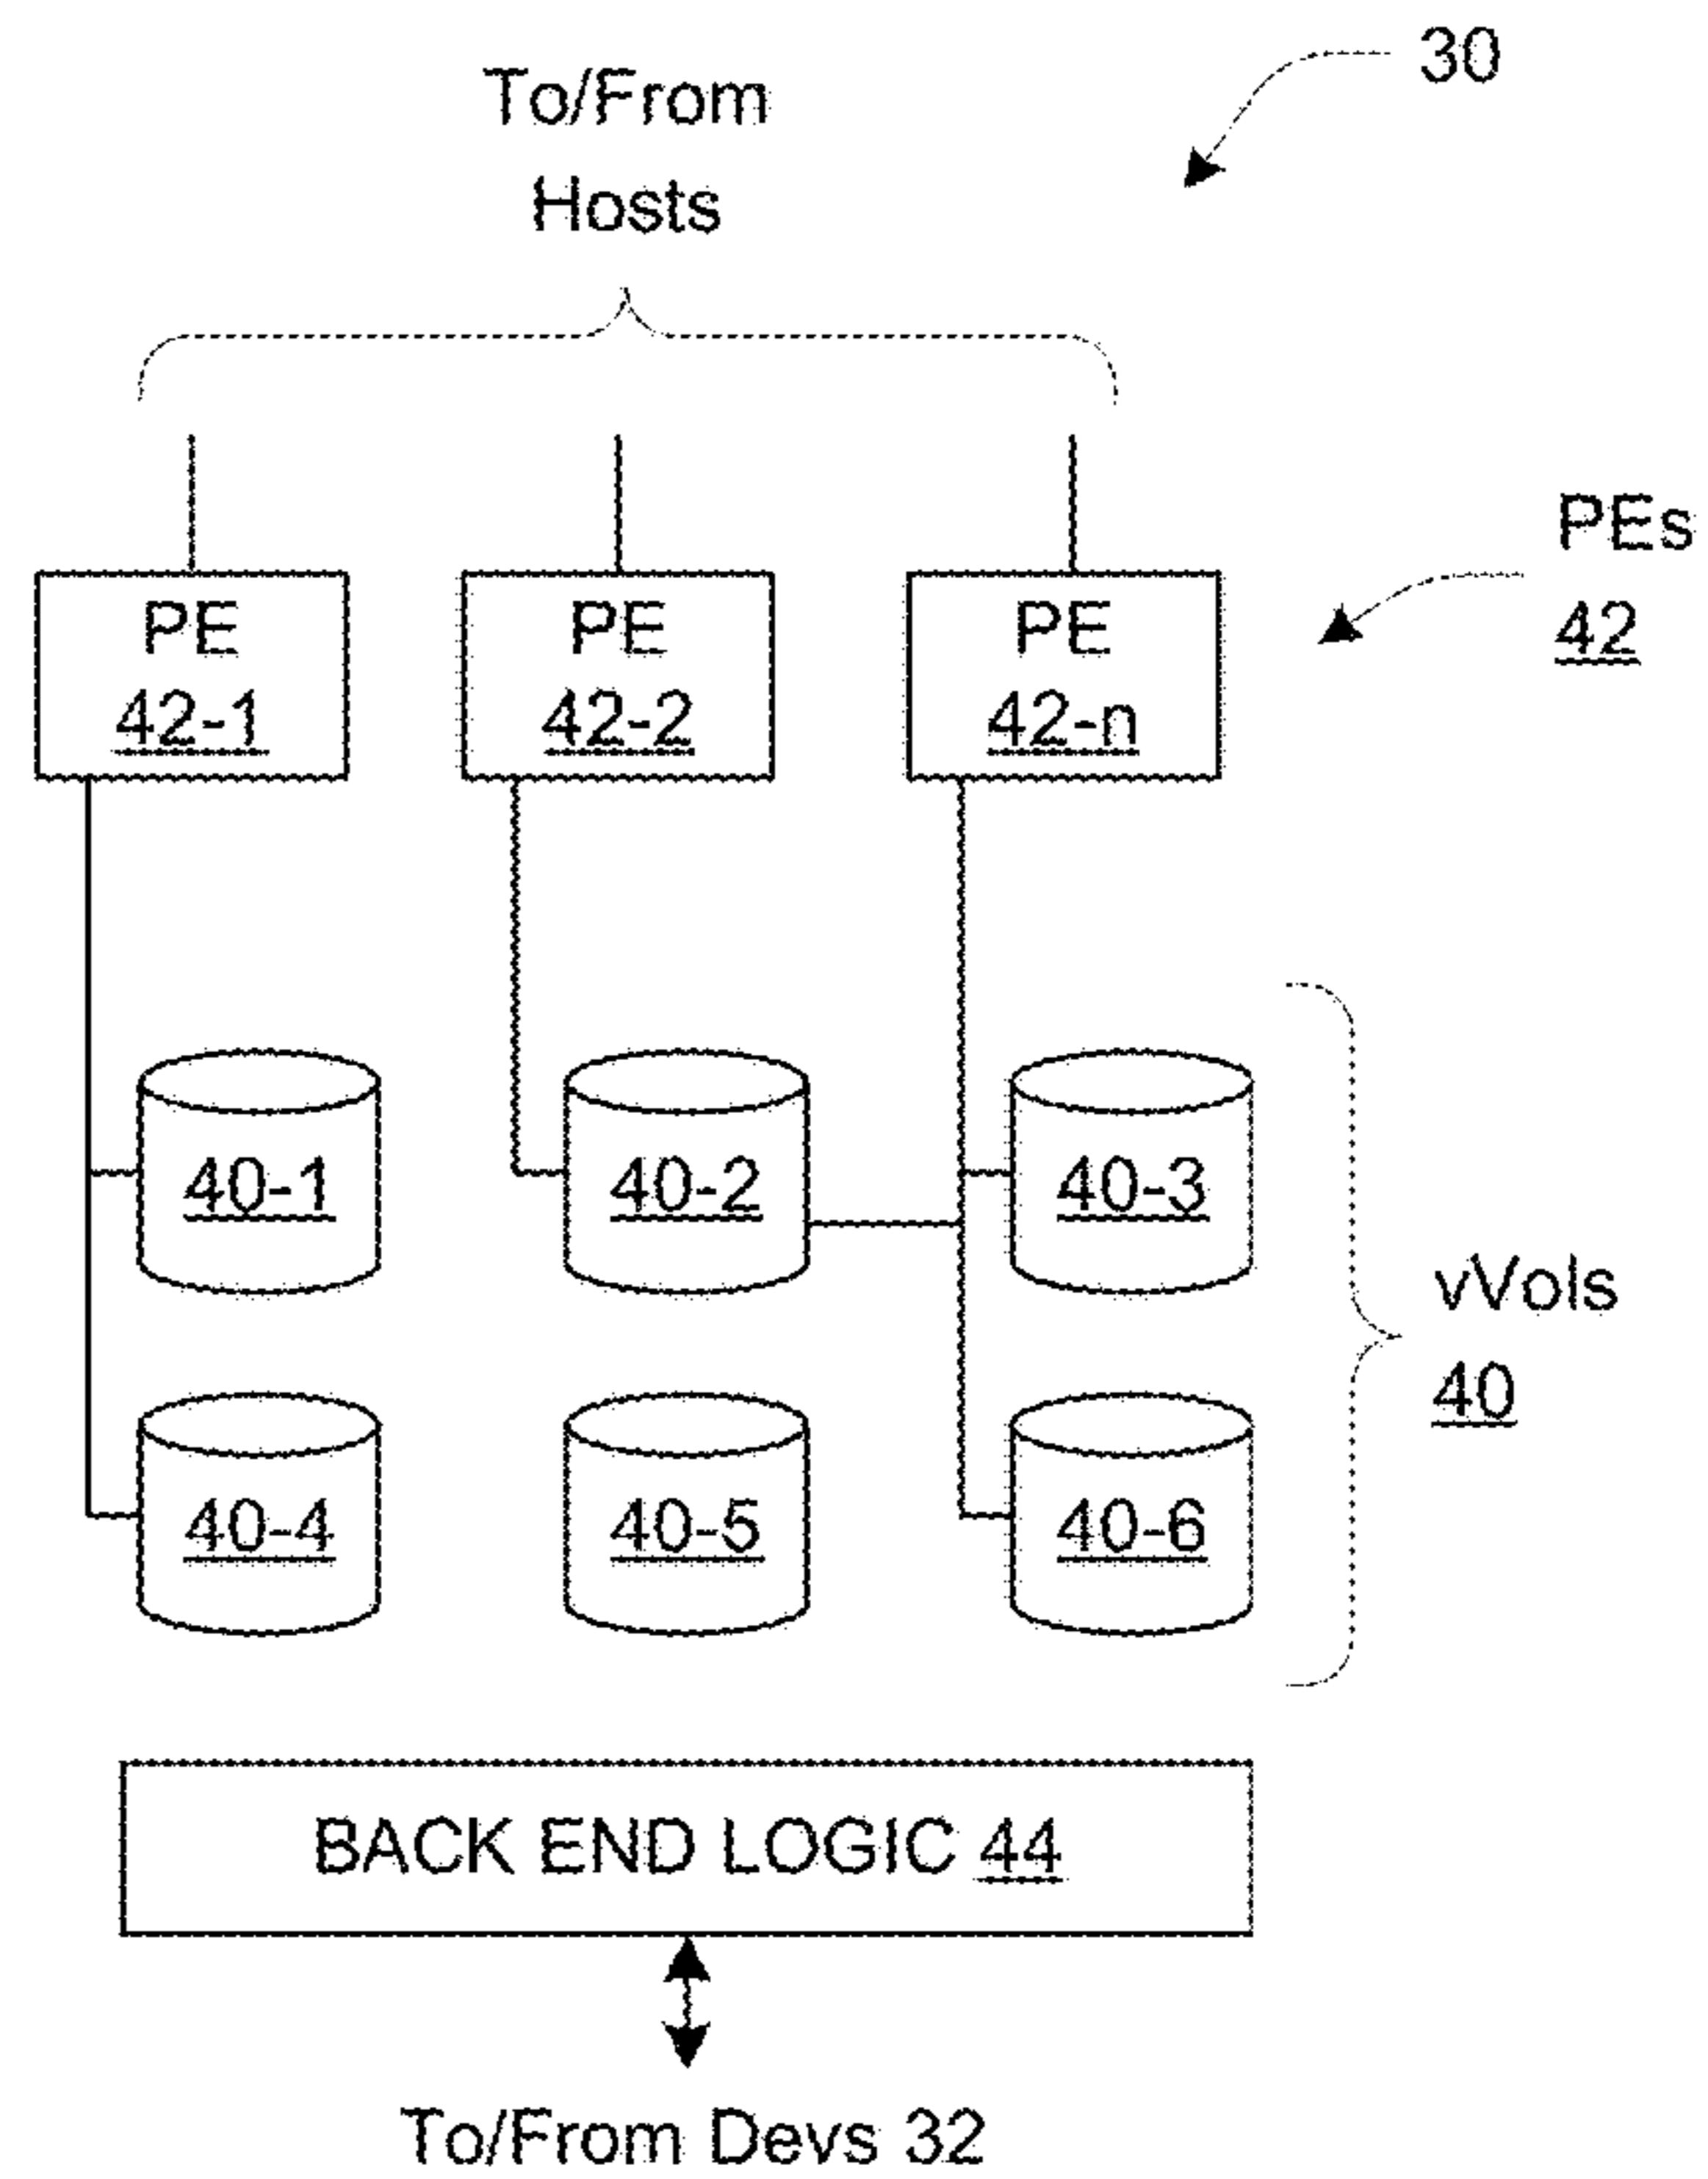 30
To/From
Hosts
PEs
42
PE
42-1
PE
42-2
PE
42-n
40-1
40-2
40-3
vVols
40
40-4
40-5
40-6
BACK END LOGIC 44
To/From Devs 32